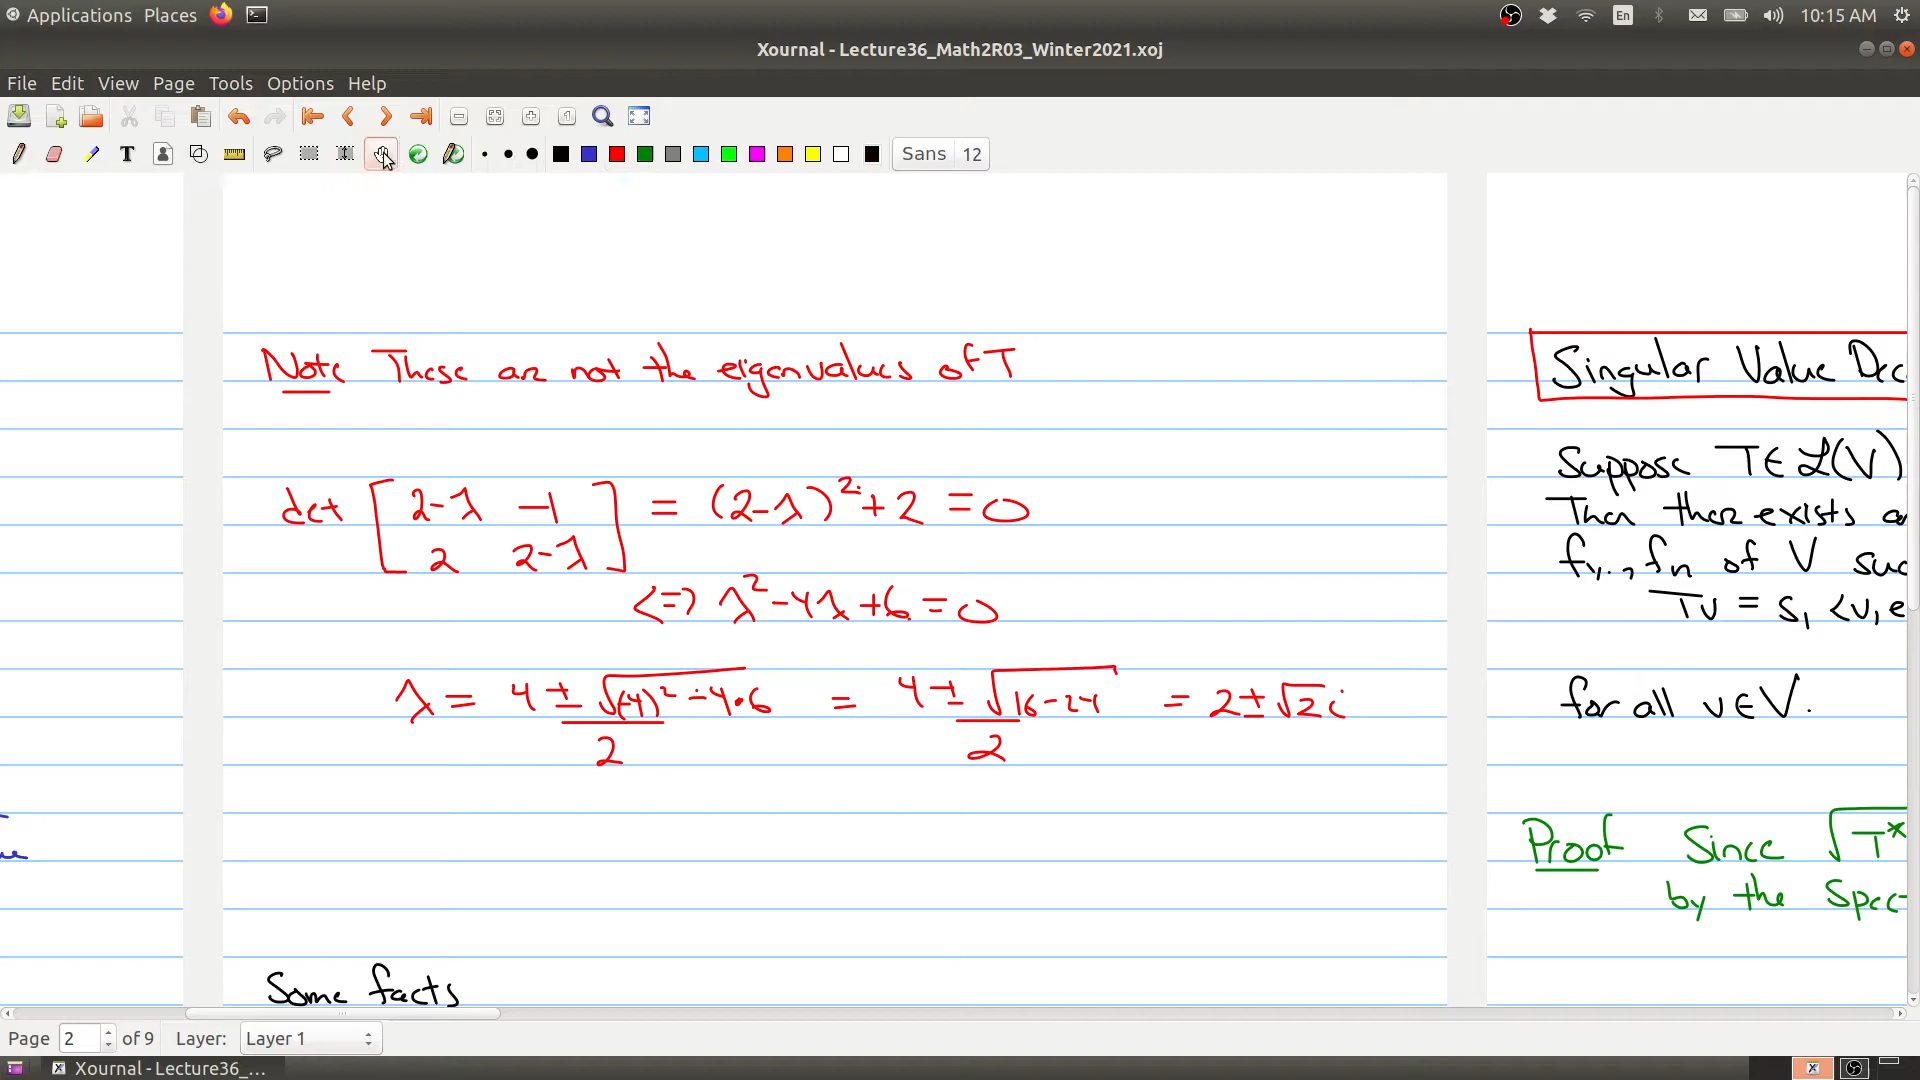 Applications Places En 10:15 AM
Xournal - Lecture36_Math2R03_Winter2021.xoj
File Edit View Page Tools Options Help
Sans 12
Note These are not the eigenvalues of T
det [ 2-λ -1 ; 2 2-λ ] = (2-λ)² + 2 = 0
<=> λ² - 4λ + 6 = 0
λ = 4 ± √(-4)² - 4·6 / 2 = 4 ± √16-24 / 2 = 2 ± √2 i
Some facts
Singular Value Dec
Suppose T ∈ ℒ(V)
Then there exists
f₁, .., fₙ of V suc
Tv = s₁ <v, e
for all v ∈ V.
Proof Since √T*
by the Spec
Page 2 of 9 Layer: Layer 1
Xournal - Lecture36_...